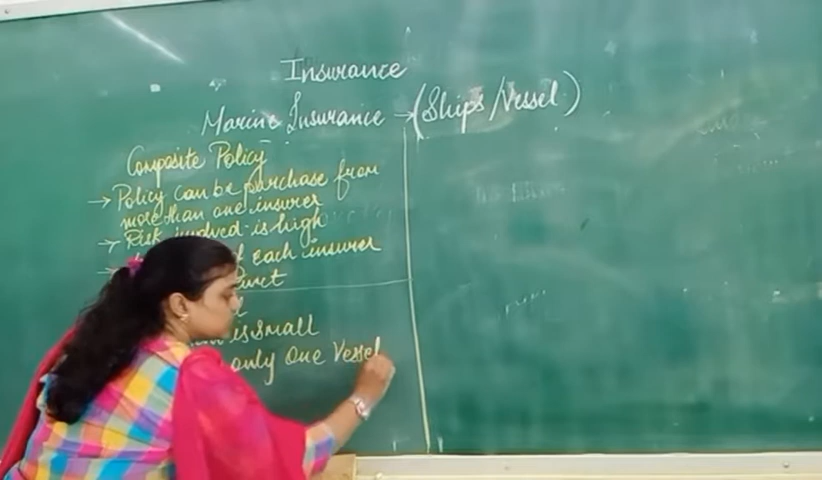 Insurance
Marine Insurance → (Ships/Vessel)
Composite Policy
→ Policy can be purchase from
more than one insurer
→ Risk involved is high
→ of each insurer
is small
only One Vessel